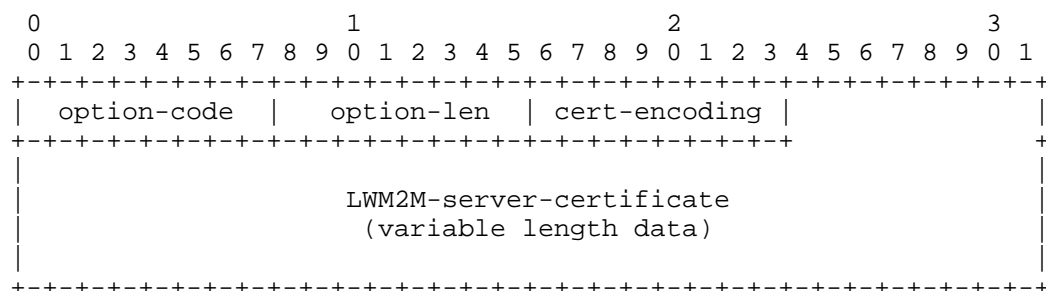 0                   1                   2                   3
 0 1 2 3 4 5 6 7 8 9 0 1 2 3 4 5 6 7 8 9 0 1 2 3 4 5 6 7 8 9 0 1
+-+-+-+-+-+-+-+-+-+-+-+-+-+-+-+-+-+-+-+-+-+-+-+-+-+-+-+-+-+-+-+-+
|  option-code  |   option-len  | cert-encoding |               |
+-+-+-+-+-+-+-+-+-+-+-+-+-+-+-+-+-+-+-+-+-+-+-+-+               +
|                                                               |
|                    LWM2M-server-certificate                   |
|                     (variable length data)                    |
|                                                               |
+-+-+-+-+-+-+-+-+-+-+-+-+-+-+-+-+-+-+-+-+-+-+-+-+-+-+-+-+-+-+-+-+